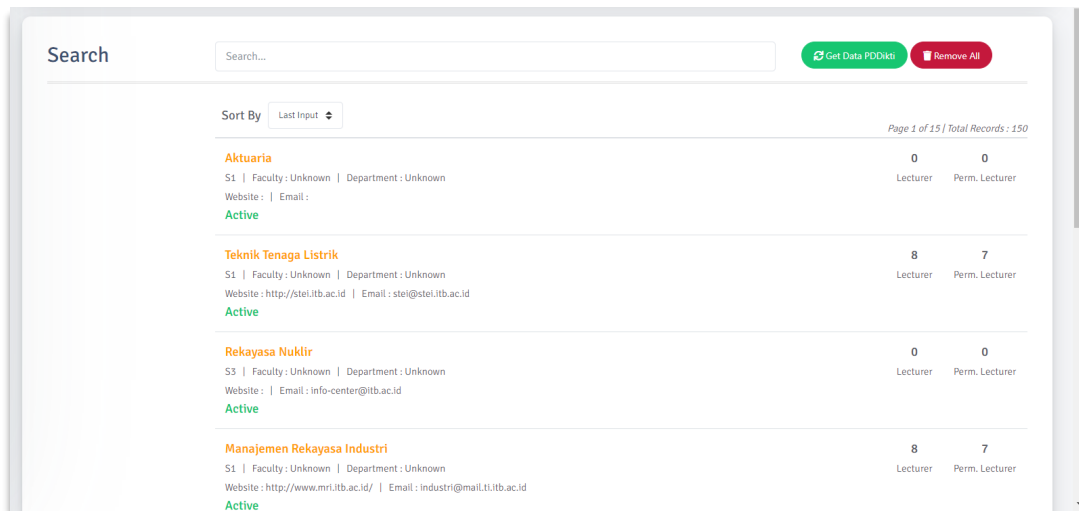 Search
Search...
Get Data PDDikti
Remove All
Sort By
Last Input
Page 1 of 15 | Total Records : 150
Aktuaria
0 0
S1 | Faculty : Unknown | Department : Unknown
Lecturer Perm. Lecturer
Website : | Email :
Active
Teknik Tenaga Listrik
8 7
S1 | Faculty : Unknown | Department : Unknown
Lecturer Perm. Lecturer
Website : http://stei.itb.ac.id | Email : stei@stei.itb.ac.id
Active
Rekayasa Nuklir
0 0
S3 | Faculty : Unknown | Department : Unknown
Lecturer Perm. Lecturer
Website : | Email : info-center@itb.ac.id
Active
Manajemen Rekayasa Industri
8 7
S1 | Faculty : Unknown | Department : Unknown
Lecturer Perm. Lecturer
Website : http://www.mri.itb.ac.id/ | Email : industri@mail.ti.itb.ac.id
Active